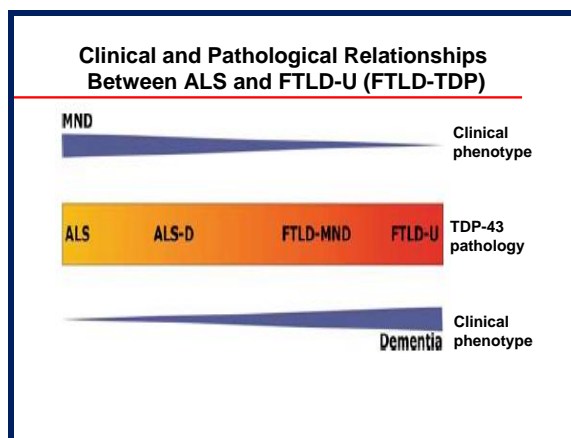 Clinical and Pathological Relationships
Between ALS and FTLD-U (FTLD-TDP)
MND
Clinical
phenotype
ALS ALS-D FTLD-MND FTLD-U
TDP-43
pathology
Clinical
phenotype
Dementia